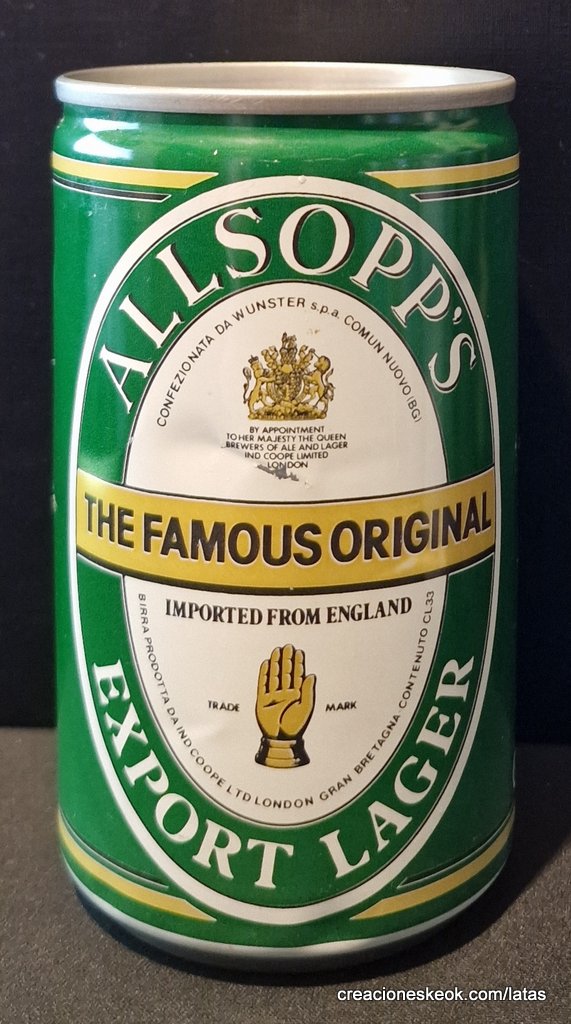 ALLSOPP'S
CONFEZIONATA DA WUNSTER s.p.a. COMUN NUOVO (BG)
BY APPOINTMENT
TO HER MAJESTY THE QUEEN
BREWERS OF ALE AND LAGER
IND COOPE LIMITED
LONDON
THE FAMOUS ORIGINAL
IMPORTED FROM ENGLAND
TRADE MARK
BIRRA PRODOTTA DA IND COOPE LTD LONDON GRAN BRETAGNA CONTENUTO CL 33
EXPORT LAGER
creacioneskeok.com/latas